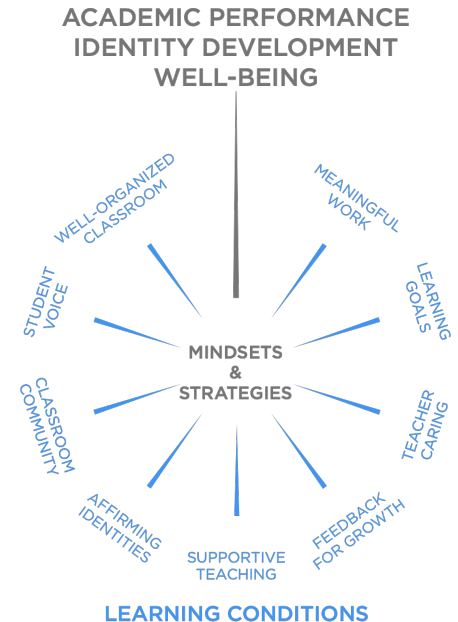 ACADEMIC PERFORMANCE
IDENTITY DEVELOPMENT
WELL-BEING
WELL-ORGANIZED
CLASSROOM
MEANINGFUL
WORK
STUDENT
VOICE
LEARNING
GOALS
MINDSETS
&
STRATEGIES
CLASSROOM
COMMUNITY
TEACHER
CARING
AFFIRMING
IDENTITIES
FEEDBACK
FOR GROWTH
SUPPORTIVE
TEACHING
LEARNING CONDITIONS